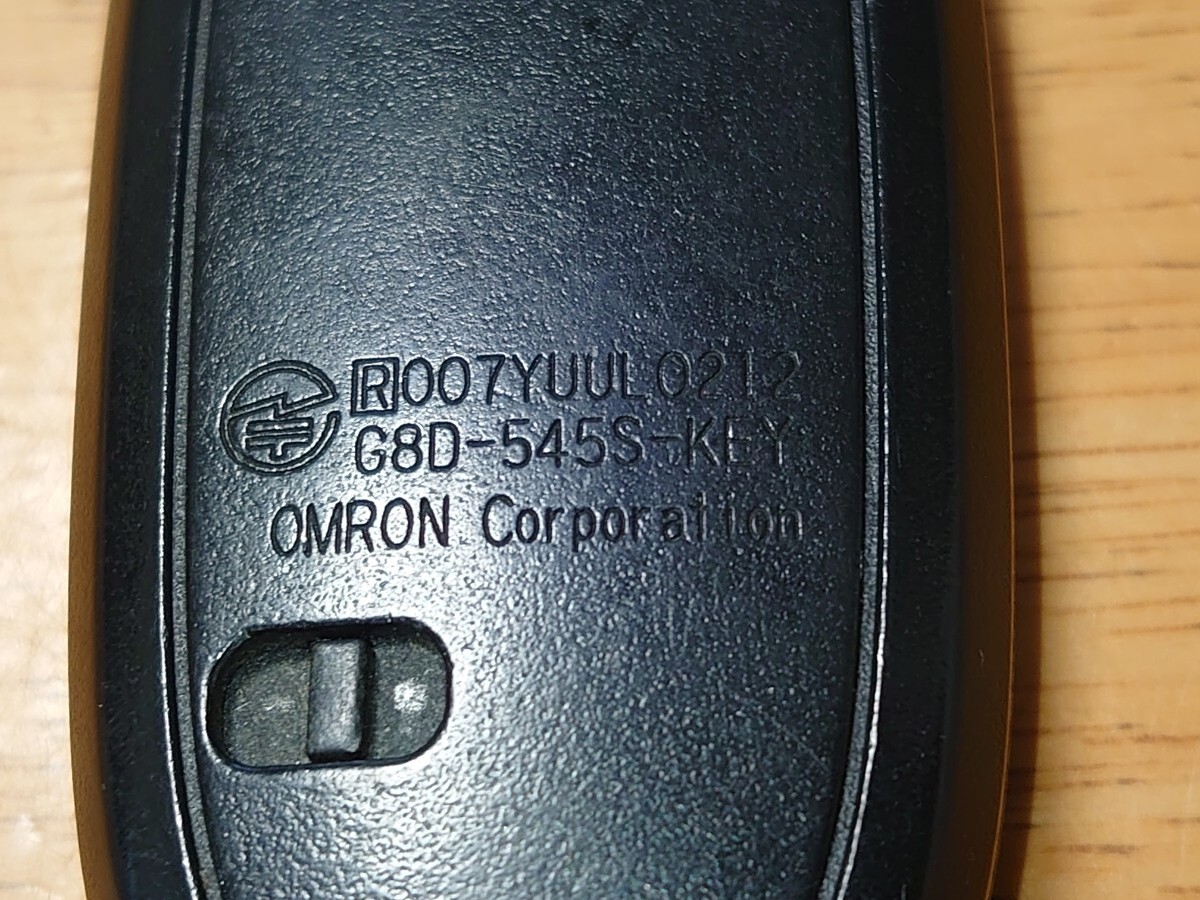 R007YUUL0212
G8D-545S-KEY
OMRON Corporation